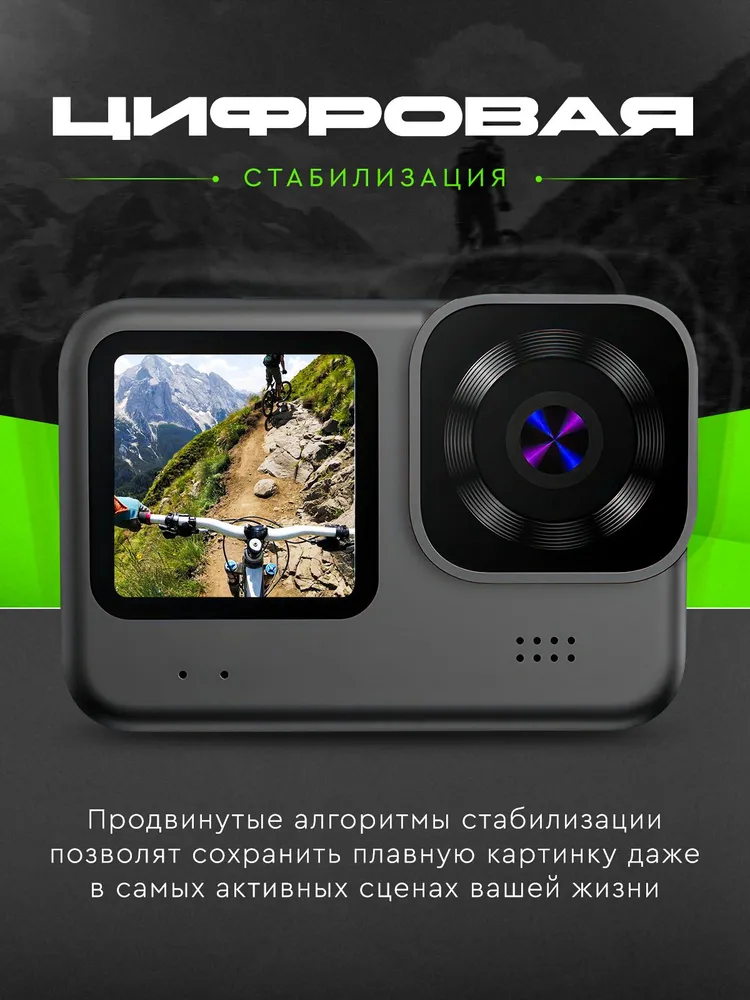 ЦИФРОВАЯ
СТАБИЛИЗАЦИЯ
Продвинутые алгоритмы стабилизации
позволят сохранить плавную картинку даже
в самых активных сценах вашей жизни